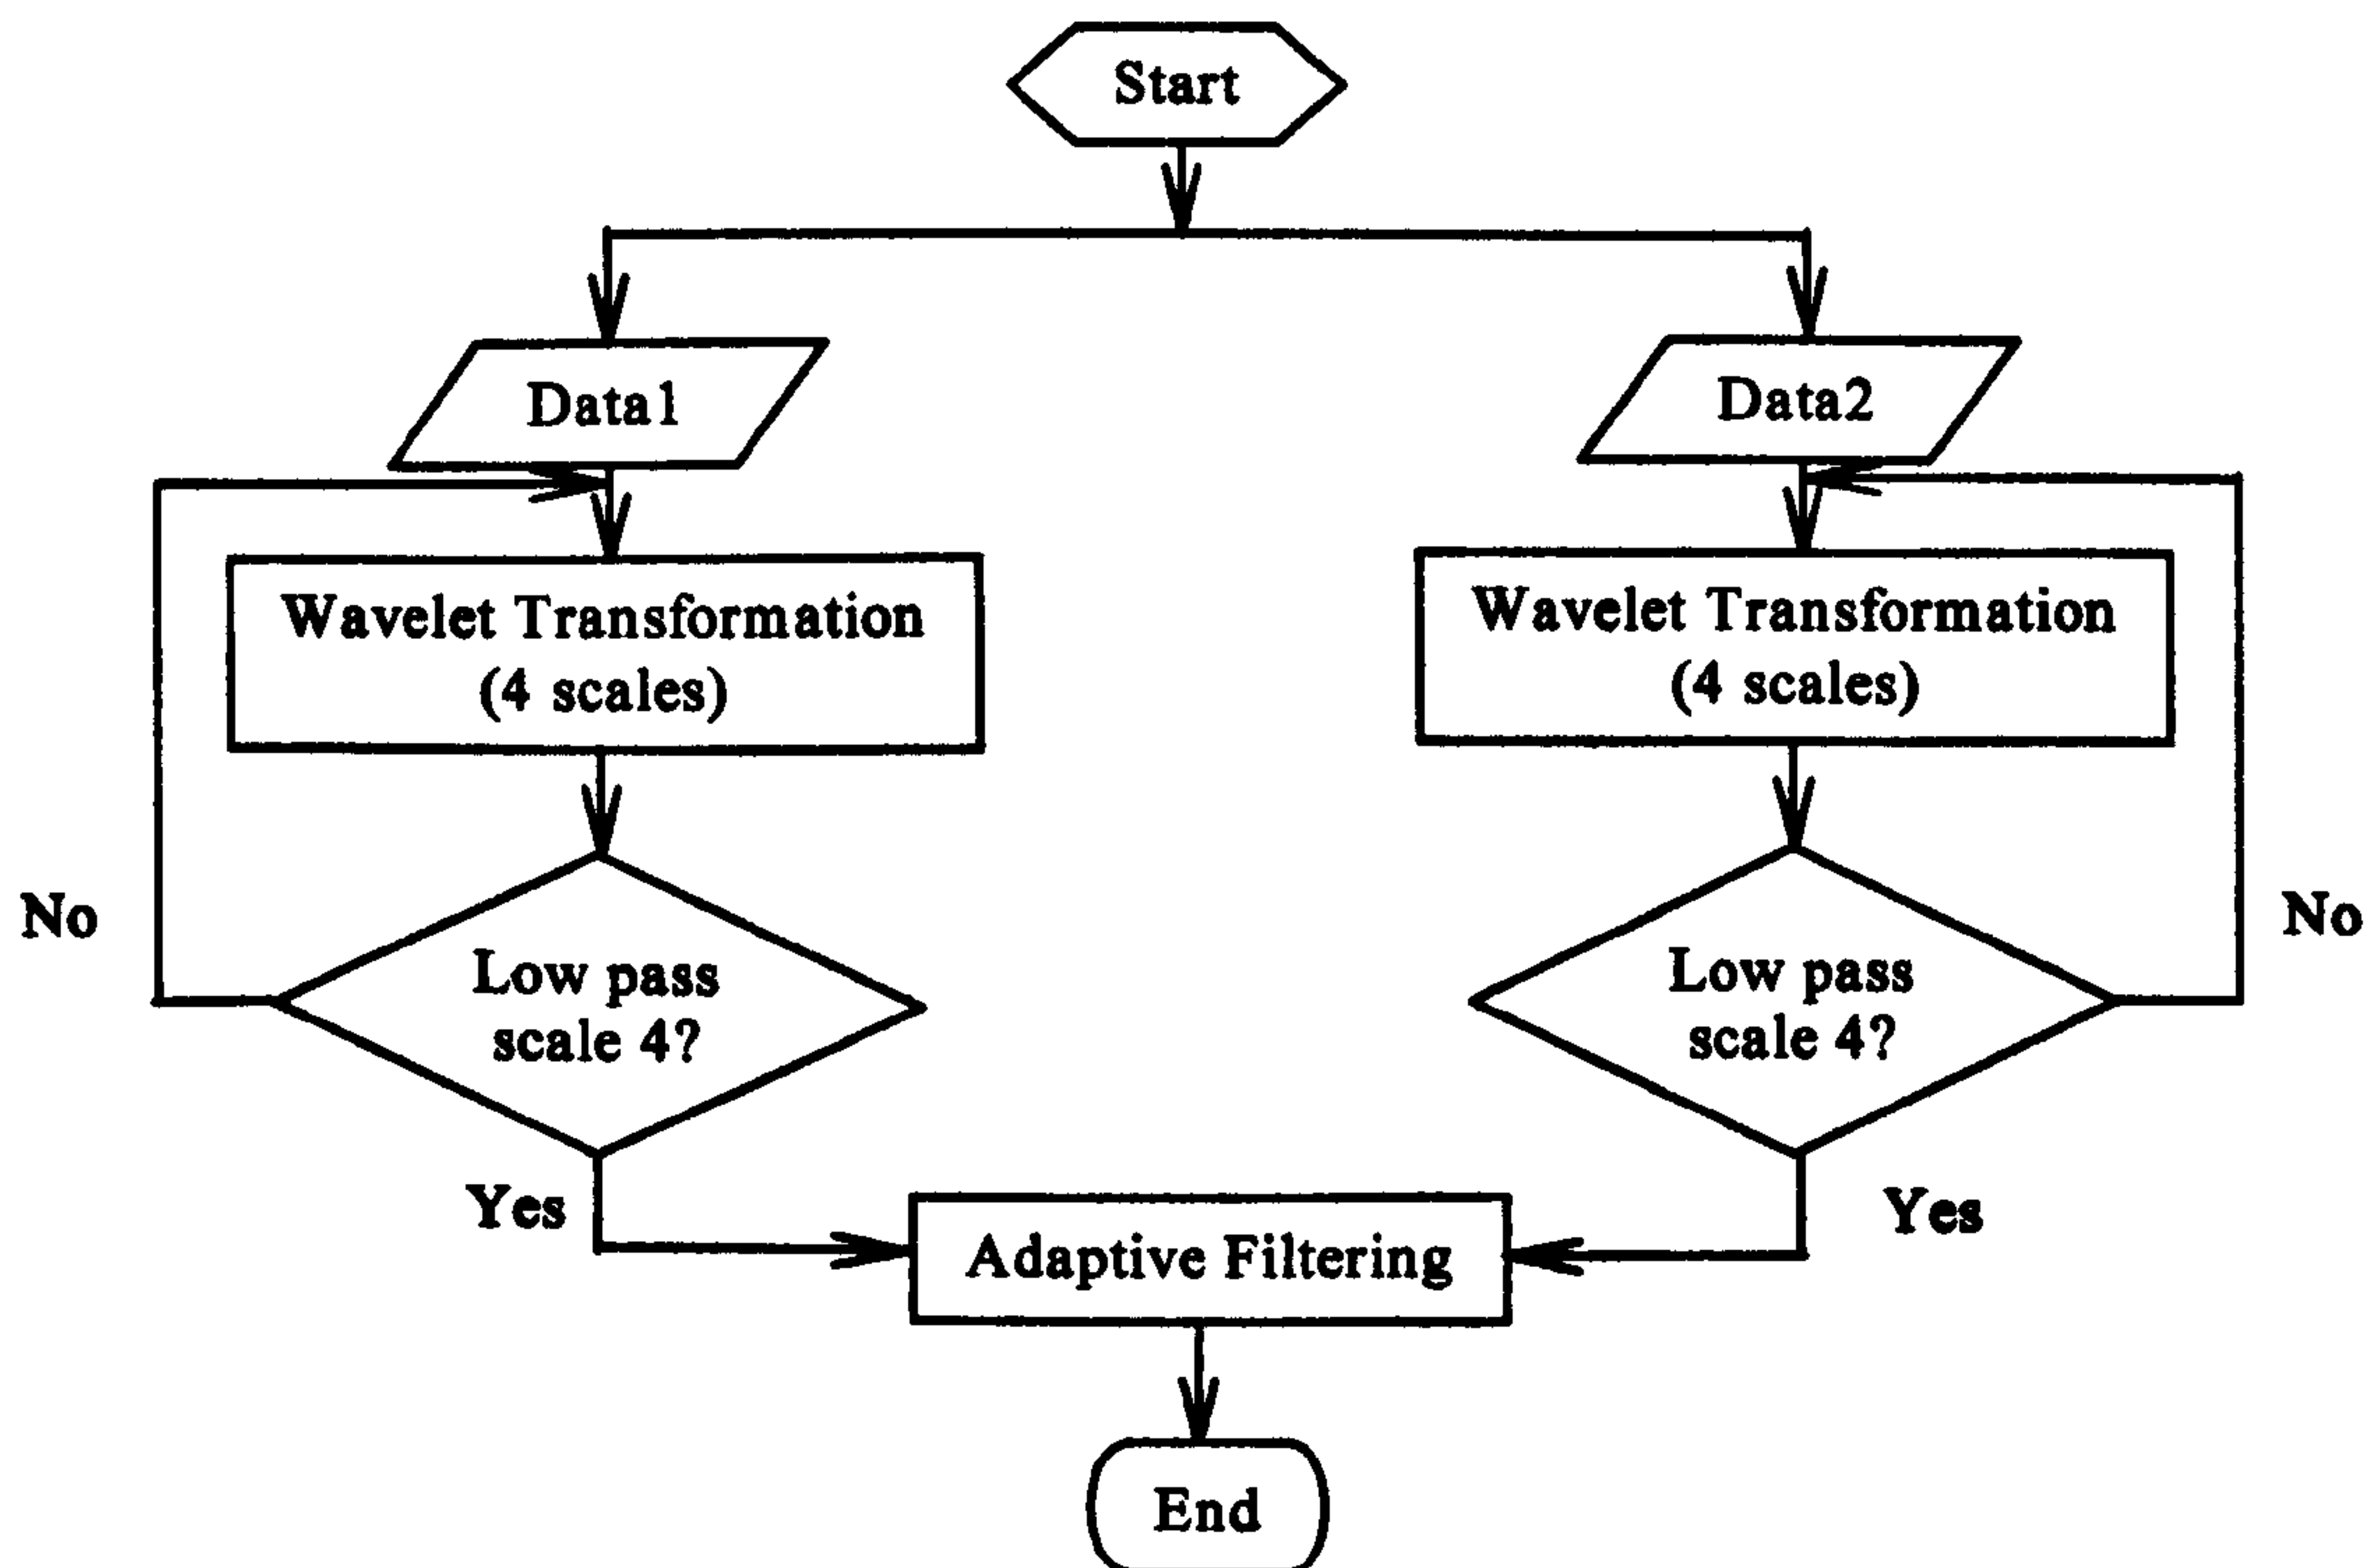 Start
Data1
Data2
Wavelet Transformation
(4 scales)
Wavelet Transformation
(4 scales)
No
Low pass
scale 4?
Low pass
scale 4?
No
Yes
Adaptive Filtering
Yes
End